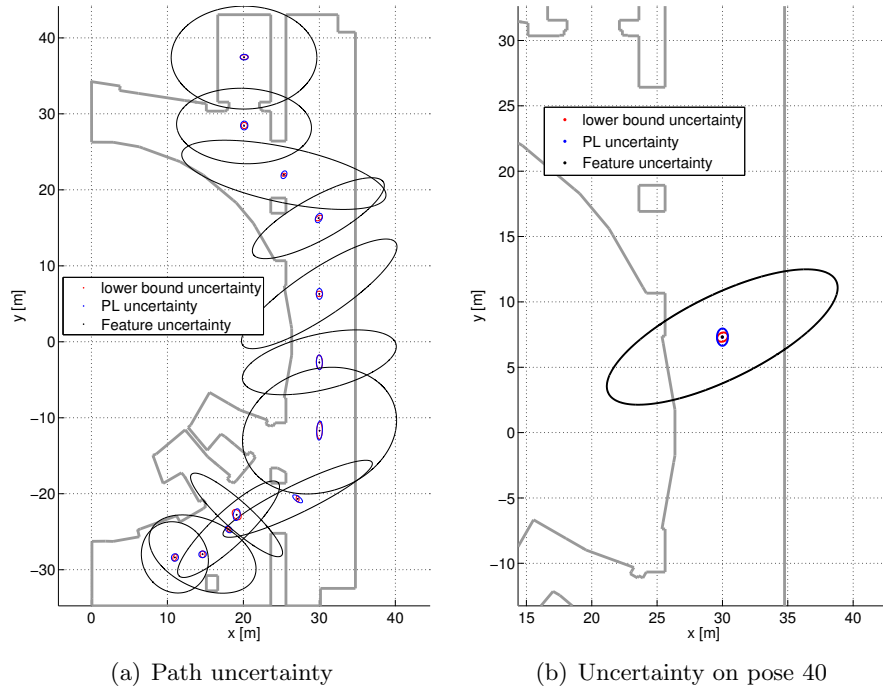 40
30
20
10
0
−10
−20
−30
y [m]
lower bound uncertainty
PL uncertainty
Feature uncertainty
0 10 20 30 40
x [m]
(a) Path uncertainty
30
25
20
15
10
5
0
−5
−10
y [m]
lower bound uncertainty
PL uncertainty
Feature uncertainty
15 20 25 30 35 40
x [m]
(b) Uncertainty on pose 40